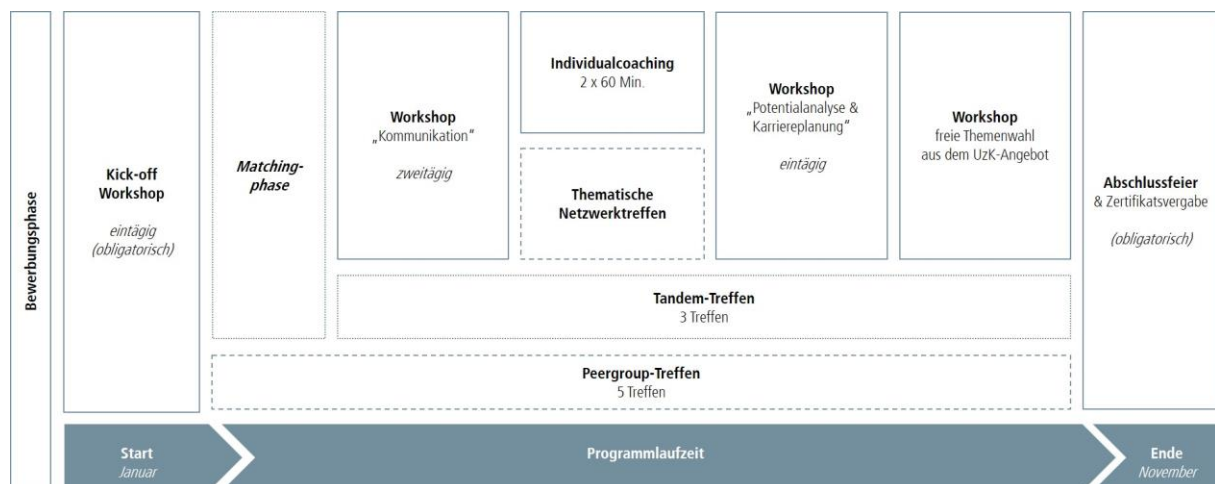 Bewerbungsphase
Kick-off
Workshop
eintägig
(obligatorisch)
Matching-
phase
Workshop
„Kommunikation“
zweitägig
Individualcoaching
2 x 60 Min.
Thematische
Netzwerktreffen
Workshop
„Potentialanalyse &
Karriereplanung“
eintägig
Workshop
freie Themenwahl
aus dem UzK-Angebot
Abschlussfeier
& Zertifikatsvergabe
(obligatorisch)
Tandem-Treffen
3 Treffen
Peergroup-Treffen
5 Treffen
Start
Januar
Programmlaufzeit
Ende
November